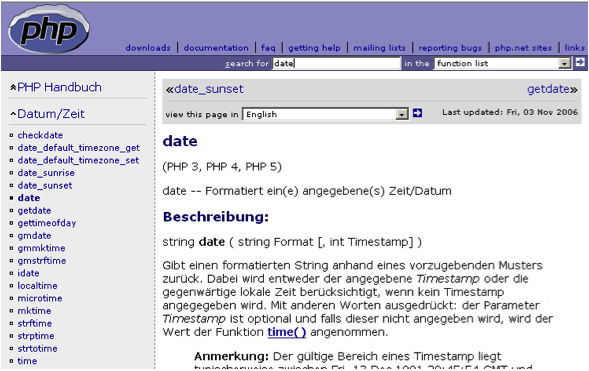 php
downloads | documentation | faq | getting help | mailing lists | reporting bugs | php.net sites | links
search for date in the function list
PHP Handbuch
Datum/Zeit
checkdate
date_default_timezone_get
date_default_timezone_set
date_sunrise
date_sunset
date
getdate
gettimeofday
gmdate
gmmktime
gmstrftime
idate
localtime
microtime
mktime
strftime
strptime
strtotime
time
«date_sunset getdate»
view this page in English Last updated: Fri, 03 Nov 2006
date
(PHP 3, PHP 4, PHP 5)
date -- Formatiert ein(e) angegebene(s) Zeit/Datum
Beschreibung:
string date ( string Format [, int Timestamp] )
Gibt einen formatierten String anhand eines vorzugebenden Musters
zurück. Dabei wird entweder der angegebene Timestamp oder die
gegenwärtige lokale Zeit berücksichtigt, wenn kein Timestamp
angegegeben wird. Mit anderen Worten ausgedrückt: der Parameter
Timestamp ist optional und falls dieser nicht angegeben wird, wird der
Wert der Funktion time() angenommen.
Anmerkung: Der gültige Bereich eines Timestamp liegt